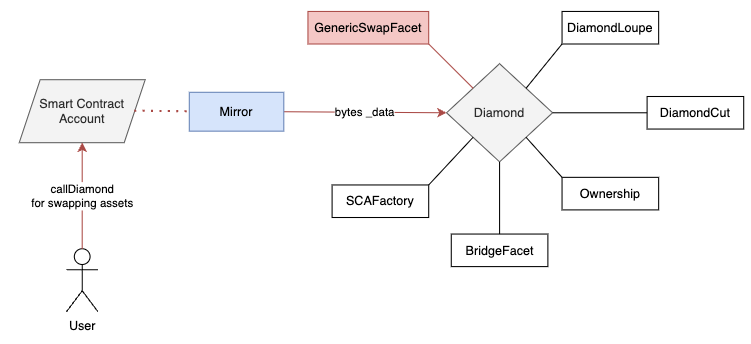 GenericSwapFacet
DiamondLoupe
Smart Contract
Account
Mirror
bytes _data
Diamond
DiamondCut
callDiamond
for swapping assets
SCAFactory
Ownership
BridgeFacet
User